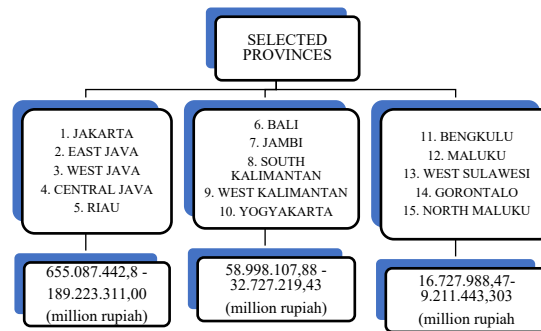 SELECTED
PROVINCES
1. JAKARTA
2. EAST JAVA
3. WEST JAVA
4. CENTRAL JAVA
5. RIAU
6. BALI
7. JAMBI
8. SOUTH
KALIMANTAN
9. WEST KALIMANTAN
10. YOGYAKARTA
11. BENGKULU
12. MALUKU
13. WEST SULAWESI
14. GORONTALO
15. NORTH MALUKU
655.087.442,8 -
189.223.311,00
(million rupiah)
58.998.107,88 -
32.727.219,43
(million rupiah)
16.727.988,47-
9.211.443,303
(million rupiah